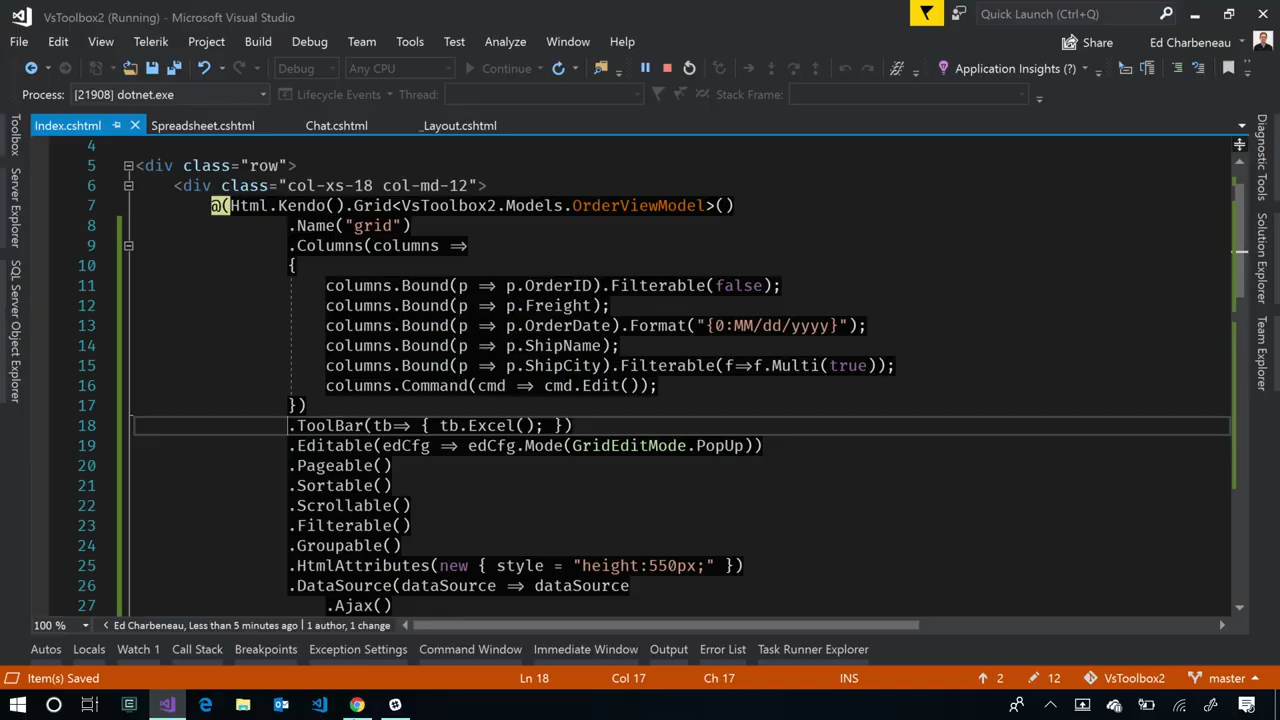 VsToolbox2 (Running) - Microsoft Visual Studio
Quick Launch (Ctrl+Q)
File Edit View Telerik Project Build Debug Team Tools Test Analyze Window Help
Share Ed Charbeneau
Debug Any CPU Continue Application Insights (?)
Process: [21908] dotnet.exe Lifecycle Events Thread: Stack Frame:
Index.cshtml Spreadsheet.cshtml Chat.cshtml _Layout.cshtml
Toolbox
Server Explorer
SQL Server Object Explorer
4
5 <div class="row">
6 <div class="col-xs-18 col-md-12">
7 @(Html.Kendo().Grid<VsToolbox2.Models.OrderViewModel>()
8 .Name("grid")
9 .Columns(columns =>
10 {
11 columns.Bound(p => p.OrderID).Filterable(false);
12 columns.Bound(p => p.Freight);
13 columns.Bound(p => p.OrderDate).Format("{0:MM/dd/yyyy}");
14 columns.Bound(p => p.ShipName);
15 columns.Bound(p => p.ShipCity).Filterable(f=>f.Multi(true));
16 columns.Command(cmd => cmd.Edit());
17 })
18 .ToolBar(tb=> { tb.Excel(); })
19 .Editable(edCfg => edCfg.Mode(GridEditMode.PopUp))
20 .Pageable()
21 .Sortable()
22 .Scrollable()
23 .Filterable()
24 .Groupable()
25 .HtmlAttributes(new { style = "height:550px;" })
26 .DataSource(dataSource => dataSource
27 .Ajax()
Diagnostic Tools
Solution Explorer
Team Explorer
100 % Ed Charbeneau, Less than 5 minutes ago | 1 author, 1 change
Autos Locals Watch 1 Call Stack Breakpoints Exception Settings Command Window Immediate Window Output Error List Task Runner Explorer
Item(s) Saved Ln 18 Col 17 Ch 17 INS 2 12 VsToolbox2 master